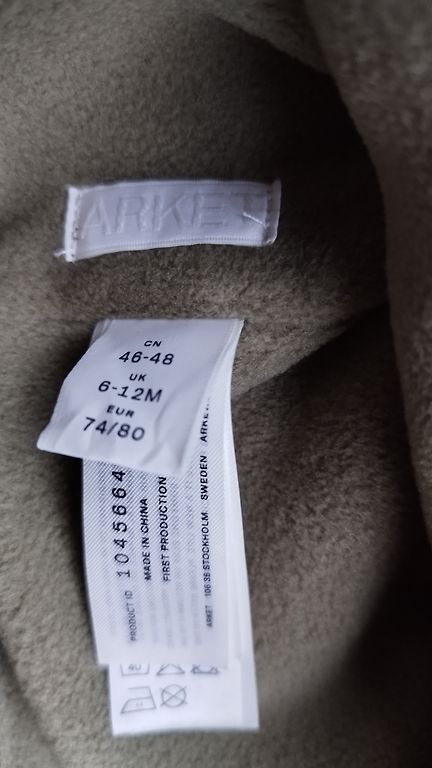 ARKET
CN
46-48
UK
6-12M
EUR
74/80
PRODUCT ID 1045664
MADE IN CHINA
FIRST PRODUCTION
ARKET 106 38 STOCKHOLM SWEDEN